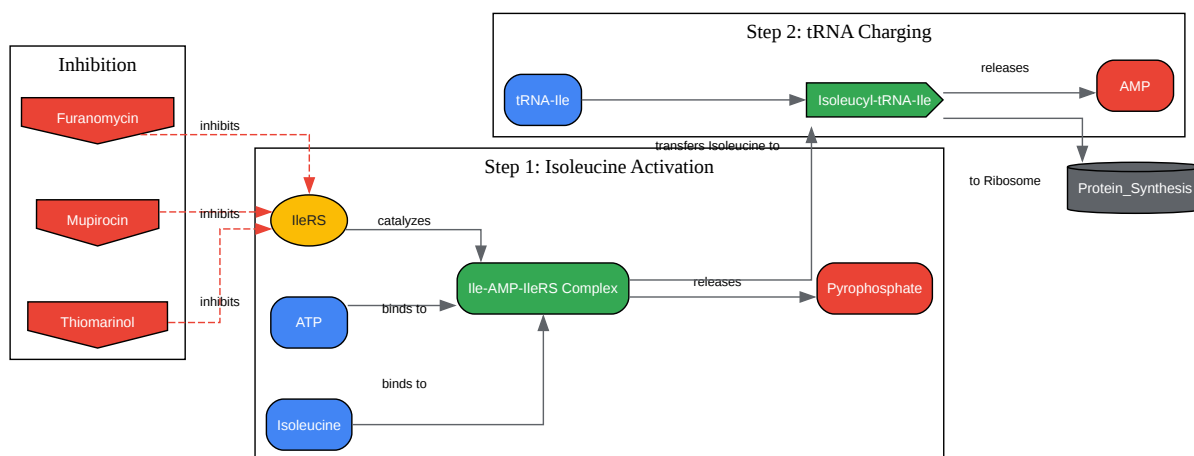 Step 2: tRNA Charging
Inhibition
releases
AMP
tRNA-Ile
Isoleucyl-tRNA-Ile
Furanomycin
inhibits
transfers Isoleucine to
Step 1: Isoleucine Activation
to Ribosome
Protein_Synthesis
Mupirocin
inhibits
IleRS
catalyzes
Ile-AMP-IleRS Complex
releases
Pyrophosphate
inhibits
Thiomarinol
ATP
binds to
binds to
Isoleucine